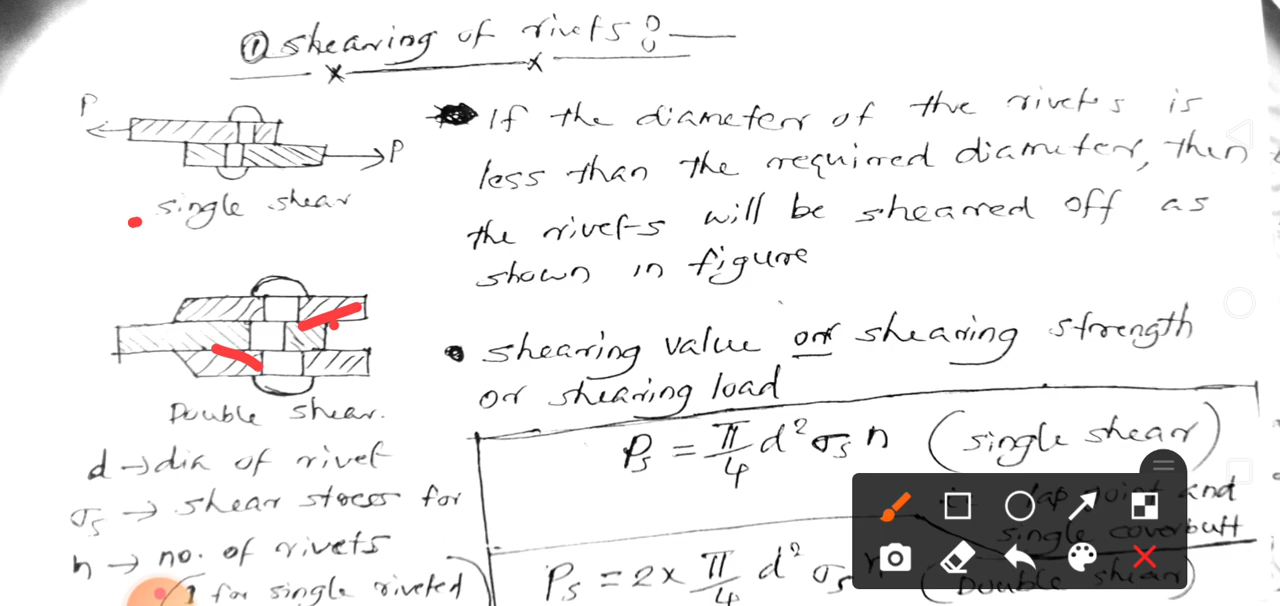 ① shearing of rivets :—
P
P
single shear
If the diameter of the rivets is
less than the required diameter, then
the rivets will be sheared off as
shown in figure
Double shear.
shearing value or shearing strength
or shearing load
Ps = π/4 d² σs n (single shear)
lap joint and
single cover butt
Ps = 2 x π/4 d² σs n (Double shear)
d → dia of rivet
σs → shear stress for
n → no. of rivets
1 for single riveted